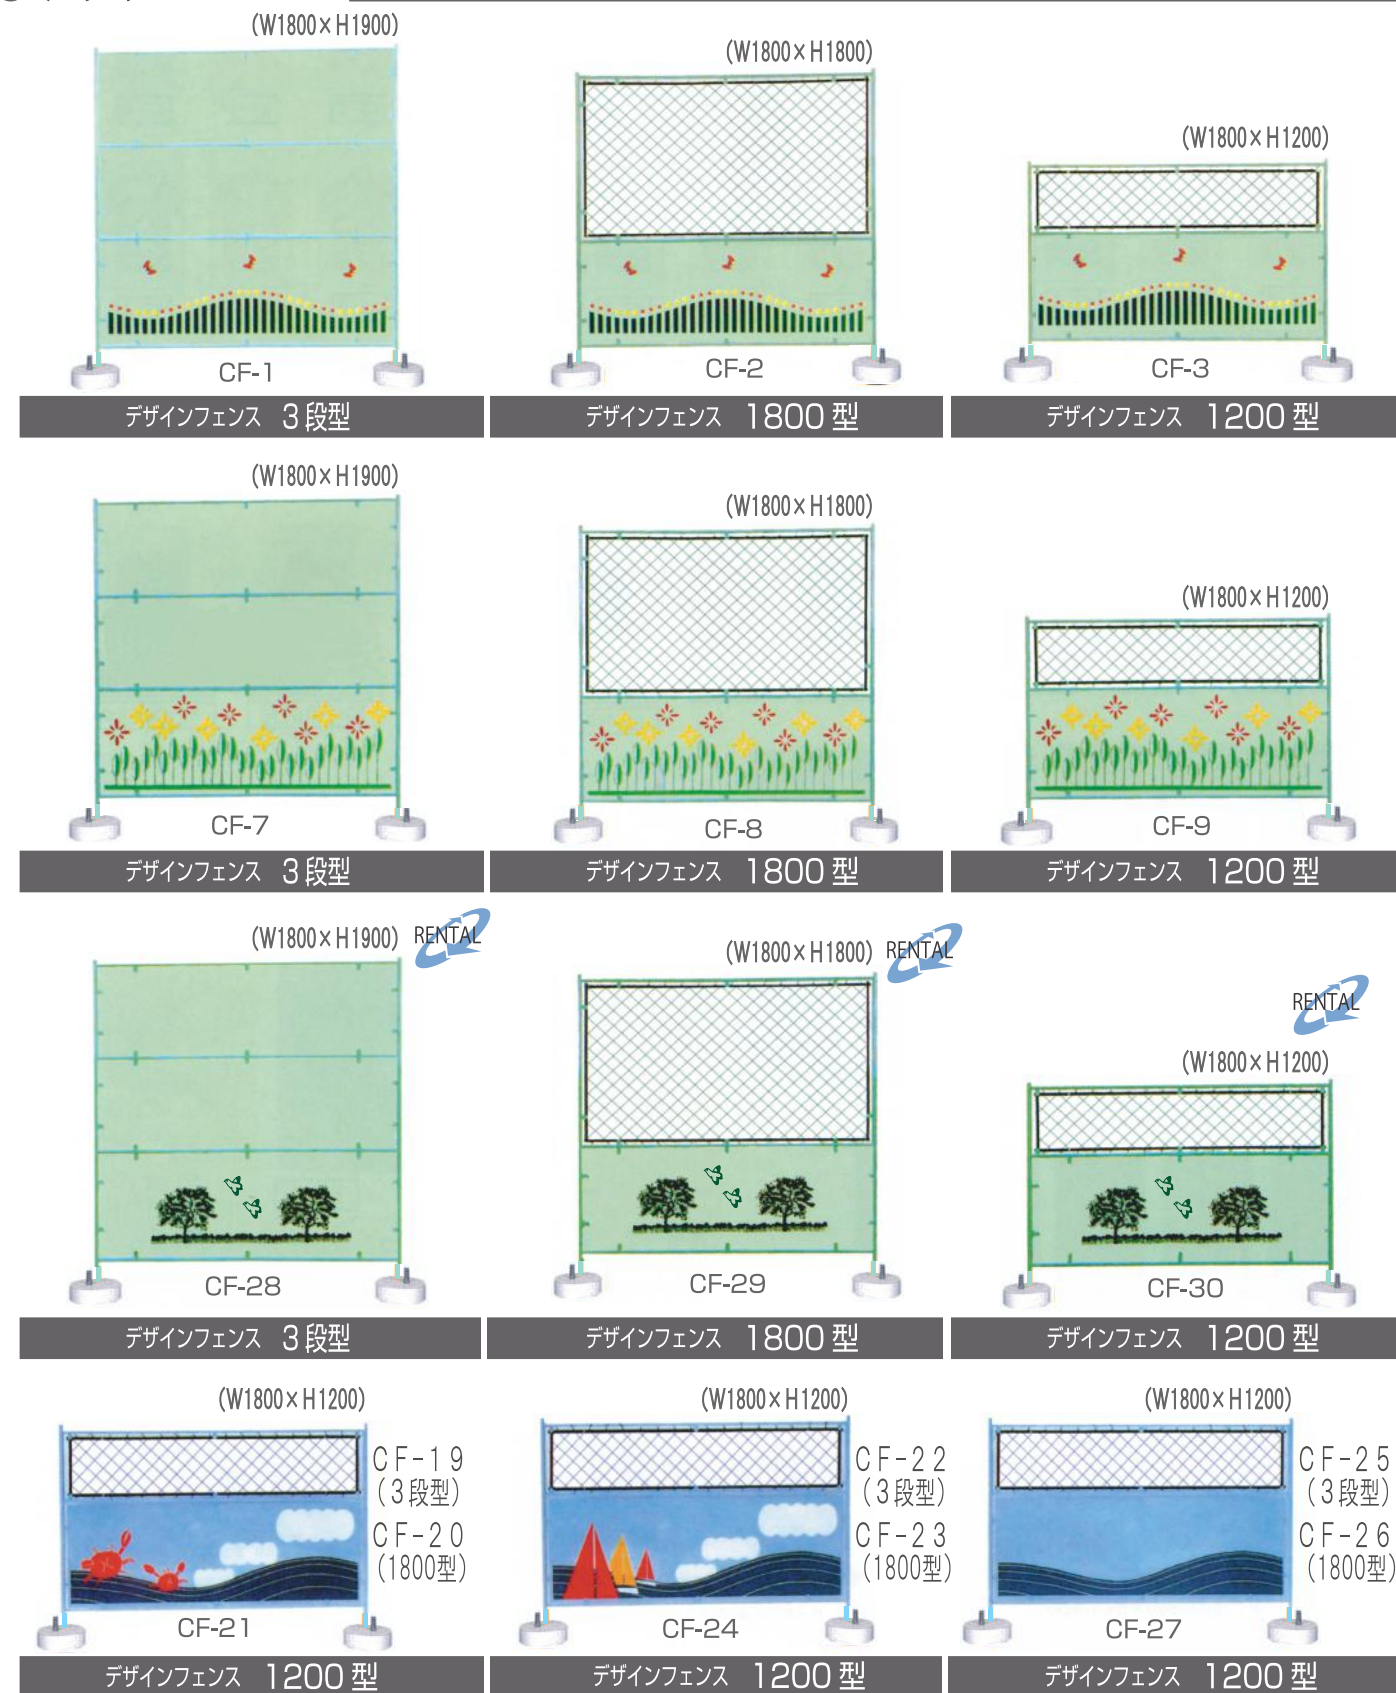 (W1800×H1900)
(W1800×H1800)
(W1800×H1200)
CF-1
CF-2
CF-3
デザインフェンス 3段型
デザインフェンス 1800型
デザインフェンス 1200型
(W1800×H1900)
(W1800×H1800)
(W1800×H1200)
CF-7
CF-8
CF-9
デザインフェンス 3段型
デザインフェンス 1800型
デザインフェンス 1200型
(W1800×H1900) RENTAL
(W1800×H1800) RENTAL
RENTAL
(W1800×H1200)
CF-28
CF-29
CF-30
デザインフェンス 3段型
デザインフェンス 1800型
デザインフェンス 1200型
(W1800×H1200)
CF-19
(3段型)
CF-20
(1800型)
CF-21
デザインフェンス 1200型
(W1800×H1200)
CF-22
(3段型)
CF-23
(1800型)
CF-24
デザインフェンス 1200型
(W1800×H1200)
CF-25
(3段型)
CF-26
(1800型)
CF-27
デザインフェンス 1200型